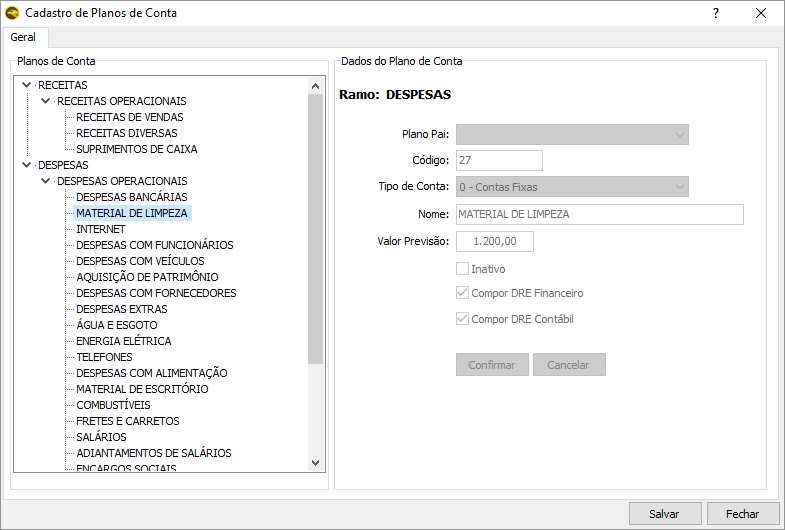 Cadastro de Planos de Conta
?
Geral
Planos de Conta
RECEITAS
RECEITAS OPERACIONAIS
RECEITAS DE VENDAS
RECEITAS DIVERSAS
SUPRIMENTOS DE CAIXA
DESPESAS
DESPESAS OPERACIONAIS
DESPESAS BANCÁRIAS
MATERIAL DE LIMPEZA
INTERNET
DESPESAS COM FUNCIONÁRIOS
DESPESAS COM VEÍCULOS
AQUISIÇÃO DE PATRIMÔNIO
DESPESAS COM FORNECEDORES
DESPESAS EXTRAS
ÁGUA E ESGOTO
ENERGIA ELÉTRICA
TELEFONES
DESPESAS COM ALIMENTAÇÃO
MATERIAL DE ESCRITÓRIO
COMBUSTÍVEIS
FRETES E CARRETOS
SALÁRIOS
ADIANTAMENTOS DE SALÁRIOS
ENCARGOS SOCIAIS
Dados do Plano de Conta
Ramo: DESPESAS
Plano Pai:
Código: 27
Tipo de Conta: 0 - Contas Fixas
Nome: MATERIAL DE LIMPEZA
Valor Previsão: 1.200,00
Inativo
Compor DRE Financeiro
Compor DRE Contábil
Confirmar Cancelar
Salvar Fechar